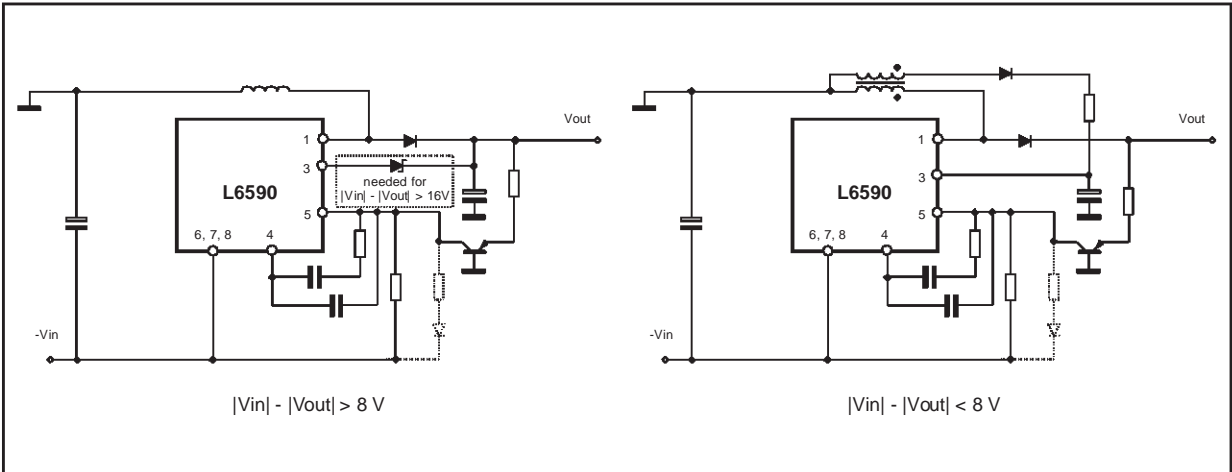 Vout
1
3
needed for
|Vin| - |Vout| > 16V
L6590
5
6, 7, 8
4
-Vin
|Vin| - |Vout| > 8 V
Vout
1
3
L6590
5
6, 7, 8
4
-Vin
|Vin| - |Vout| < 8 V